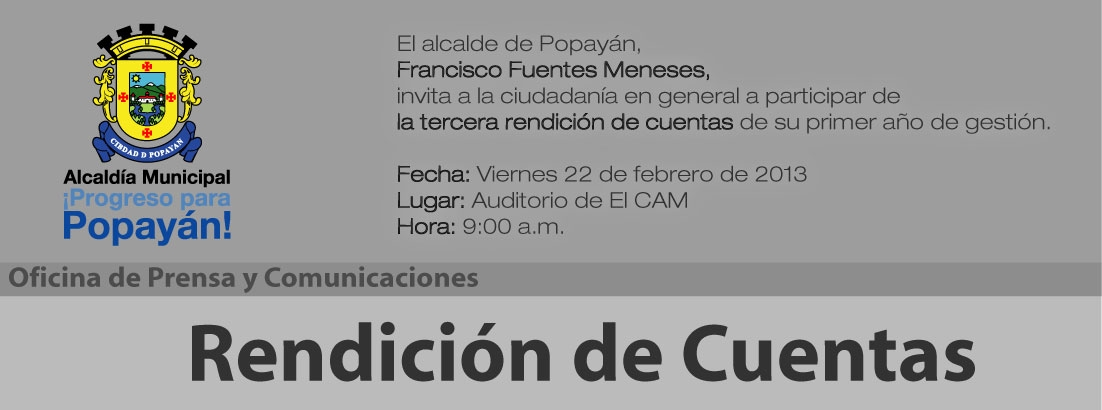 El alcalde de Popayán,
Francisco Fuentes Meneses,
invita a la ciudadanía en general a participar de
la tercera rendición de cuentas de su primer año de gestión.
Fecha: Viernes 22 de febrero de 2013
Lugar: Auditorio de El CAM
Hora: 9:00 a.m.
CIBDAD D POPAYAN
Alcaldía Municipal
¡Progreso para
Popayán!
Oficina de Prensa y Comunicaciones
Rendición de Cuentas